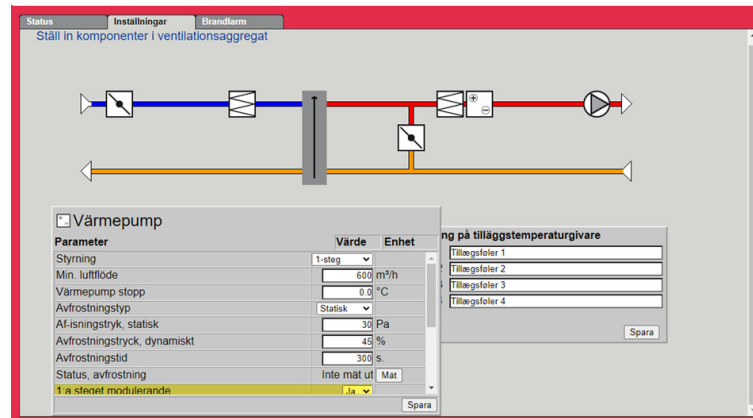 Status Inställningar Brandlarm
Ställ in komponenter i ventilationsaggregat
Värmepump
Parameter Värde Enhet
Styrning 1-steg
Min. luftflöde 600 m³/h
Värmepump stopp 0.0 °C
Avfrostningstyp Statisk
Af-isningstryk, statisk 30 Pa
Avfrostningstryck, dynamiskt 45 %
Avfrostningstid 300 s.
Status, avfrostning Inte mät ut Mät
1:a steget modulerande Ja
Spara
ng på tilläggstemperaturgivare
Tillægsføler 1
2 Tillægsføler 2
Tillægsføler 3
Tillægsføler 4
Spara